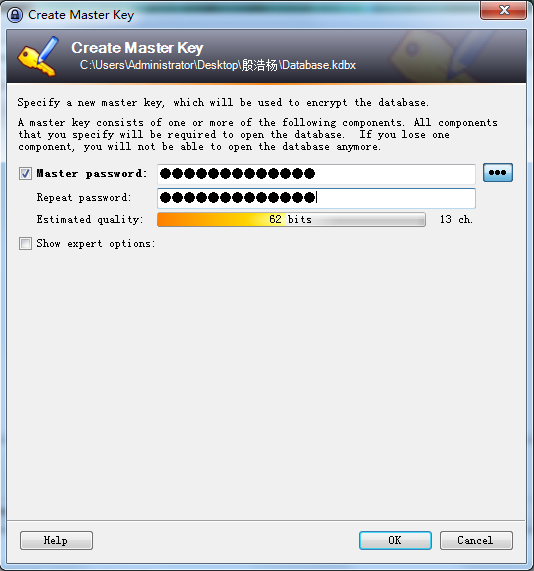 Create Master Key
Create Master Key
C:\Users\Administrator\Desktop\殷浩杨\Database.kdbx
Specify a new master key, which will be used to encrypt the database.
A master key consists of one or more of the following components. All components
that you specify will be required to open the database. If you lose one
component, you will not be able to open the database anymore.
Master password: ●●●●●●●●●●●●● •••
Repeat password: ●●●●●●●●●●●●●
Estimated quality: 62 bits 13 ch.
Show expert options:
Help OK Cancel